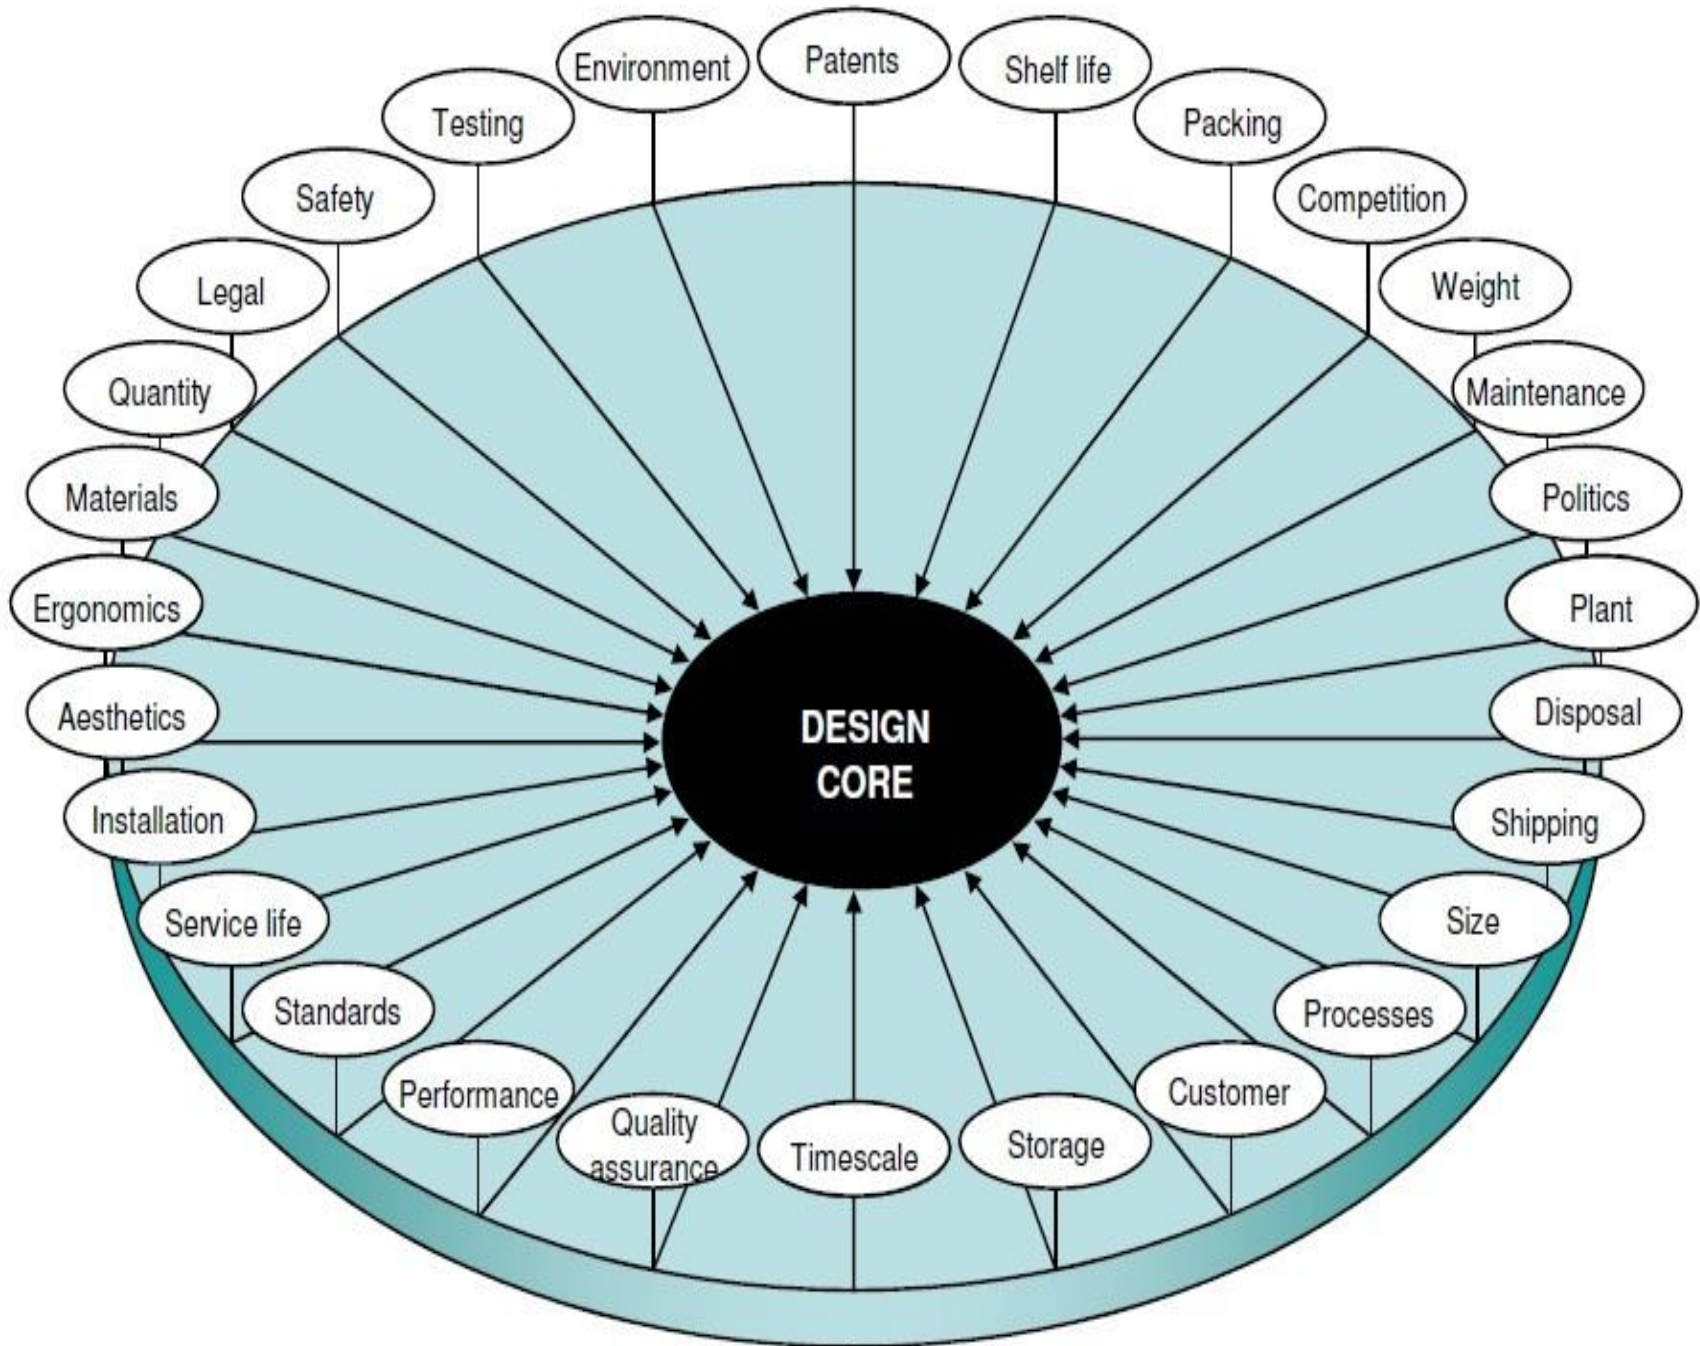 Environment
Patents
Shelf life
Testing
Packing
Safety
Competition
Legal
Weight
Quantity
Maintenance
Materials
Politics
Ergonomics
Plant
Aesthetics
Disposal
DESIGN
CORE
Installation
Shipping
Service life
Size
Standards
Processes
Performance
Customer
Quality
assurance
Timescale
Storage